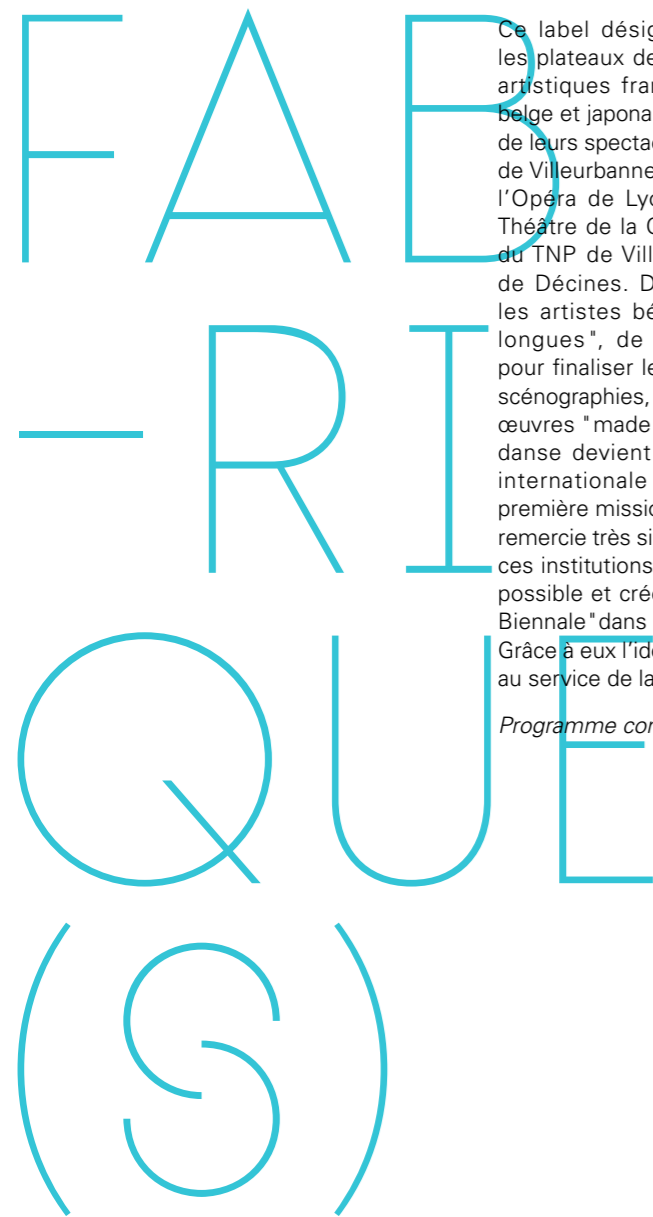 FAB
–RI
QUE
(S)
Ce label désig
les plateaux de
artistiques fran
belge et japona
de leurs spectac
de Villeurbanne
l’Opéra de Lyo
Théâtre de la C
du TNP de Vill
de Décines. D
les artistes bé
longues", de
pour finaliser le
scénographies,
œuvres "made
danse devient
internationale
première missio
remercie très si
ces institutions
possible et créé
Biennale" dans
Grâce à eux l’idé
au service de la
Programme con